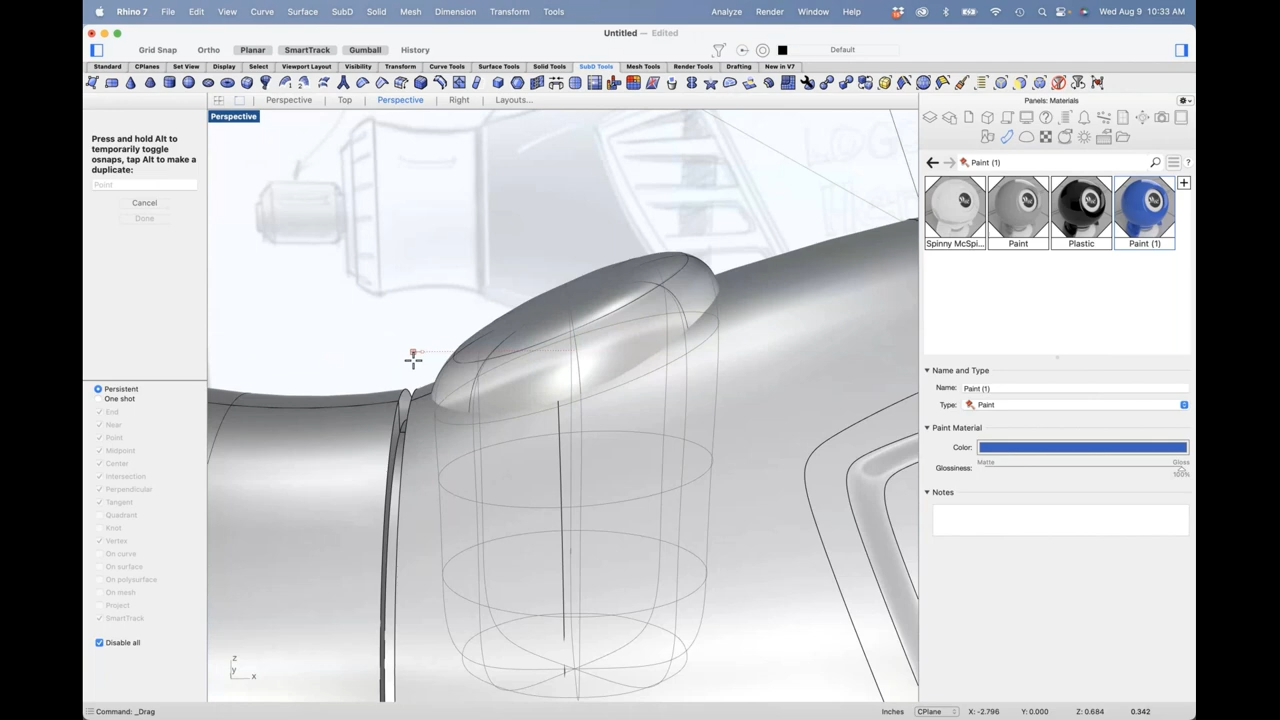 Rhino 7 File Edit View Curve Surface SubD Solid Mesh Dimension Transform Tools Analyze Render Window Help Wed Aug 9 10:33 AM
Untitled — Edited
Grid Snap Ortho Planar SmartTrack Gumball History Default
Standard CPlanes Set View Display Select Viewport Layout Visibility Transform Curve Tools Surface Tools Solid Tools SubD Tools Mesh Tools Render Tools Drafting New in V7
Perspective Top Perspective Right Layouts...
Panels: Materials
Perspective
Press and hold Alt to
temporarily toggle
osnaps, tap Alt to make a
duplicate:
Point
Cancel
Done
Persistent
One shot
End
Near
Point
Midpoint
Center
Intersection
Perpendicular
Tangent
Quadrant
Knot
Vertex
On curve
On surface
On polysurface
On mesh
Project
SmartTrack
Disable all
z
y
x
Paint (1)
?
Spinny McSpi... Paint Plastic Paint (1)
Name and Type
Name: Paint (1)
Type: Paint
Paint Material
Color:
Matte Gloss
Glossiness:
100%
Notes
Command: _Drag
Inches CPlane X: -2.796 Y: 0.000 Z: 0.684 0.342